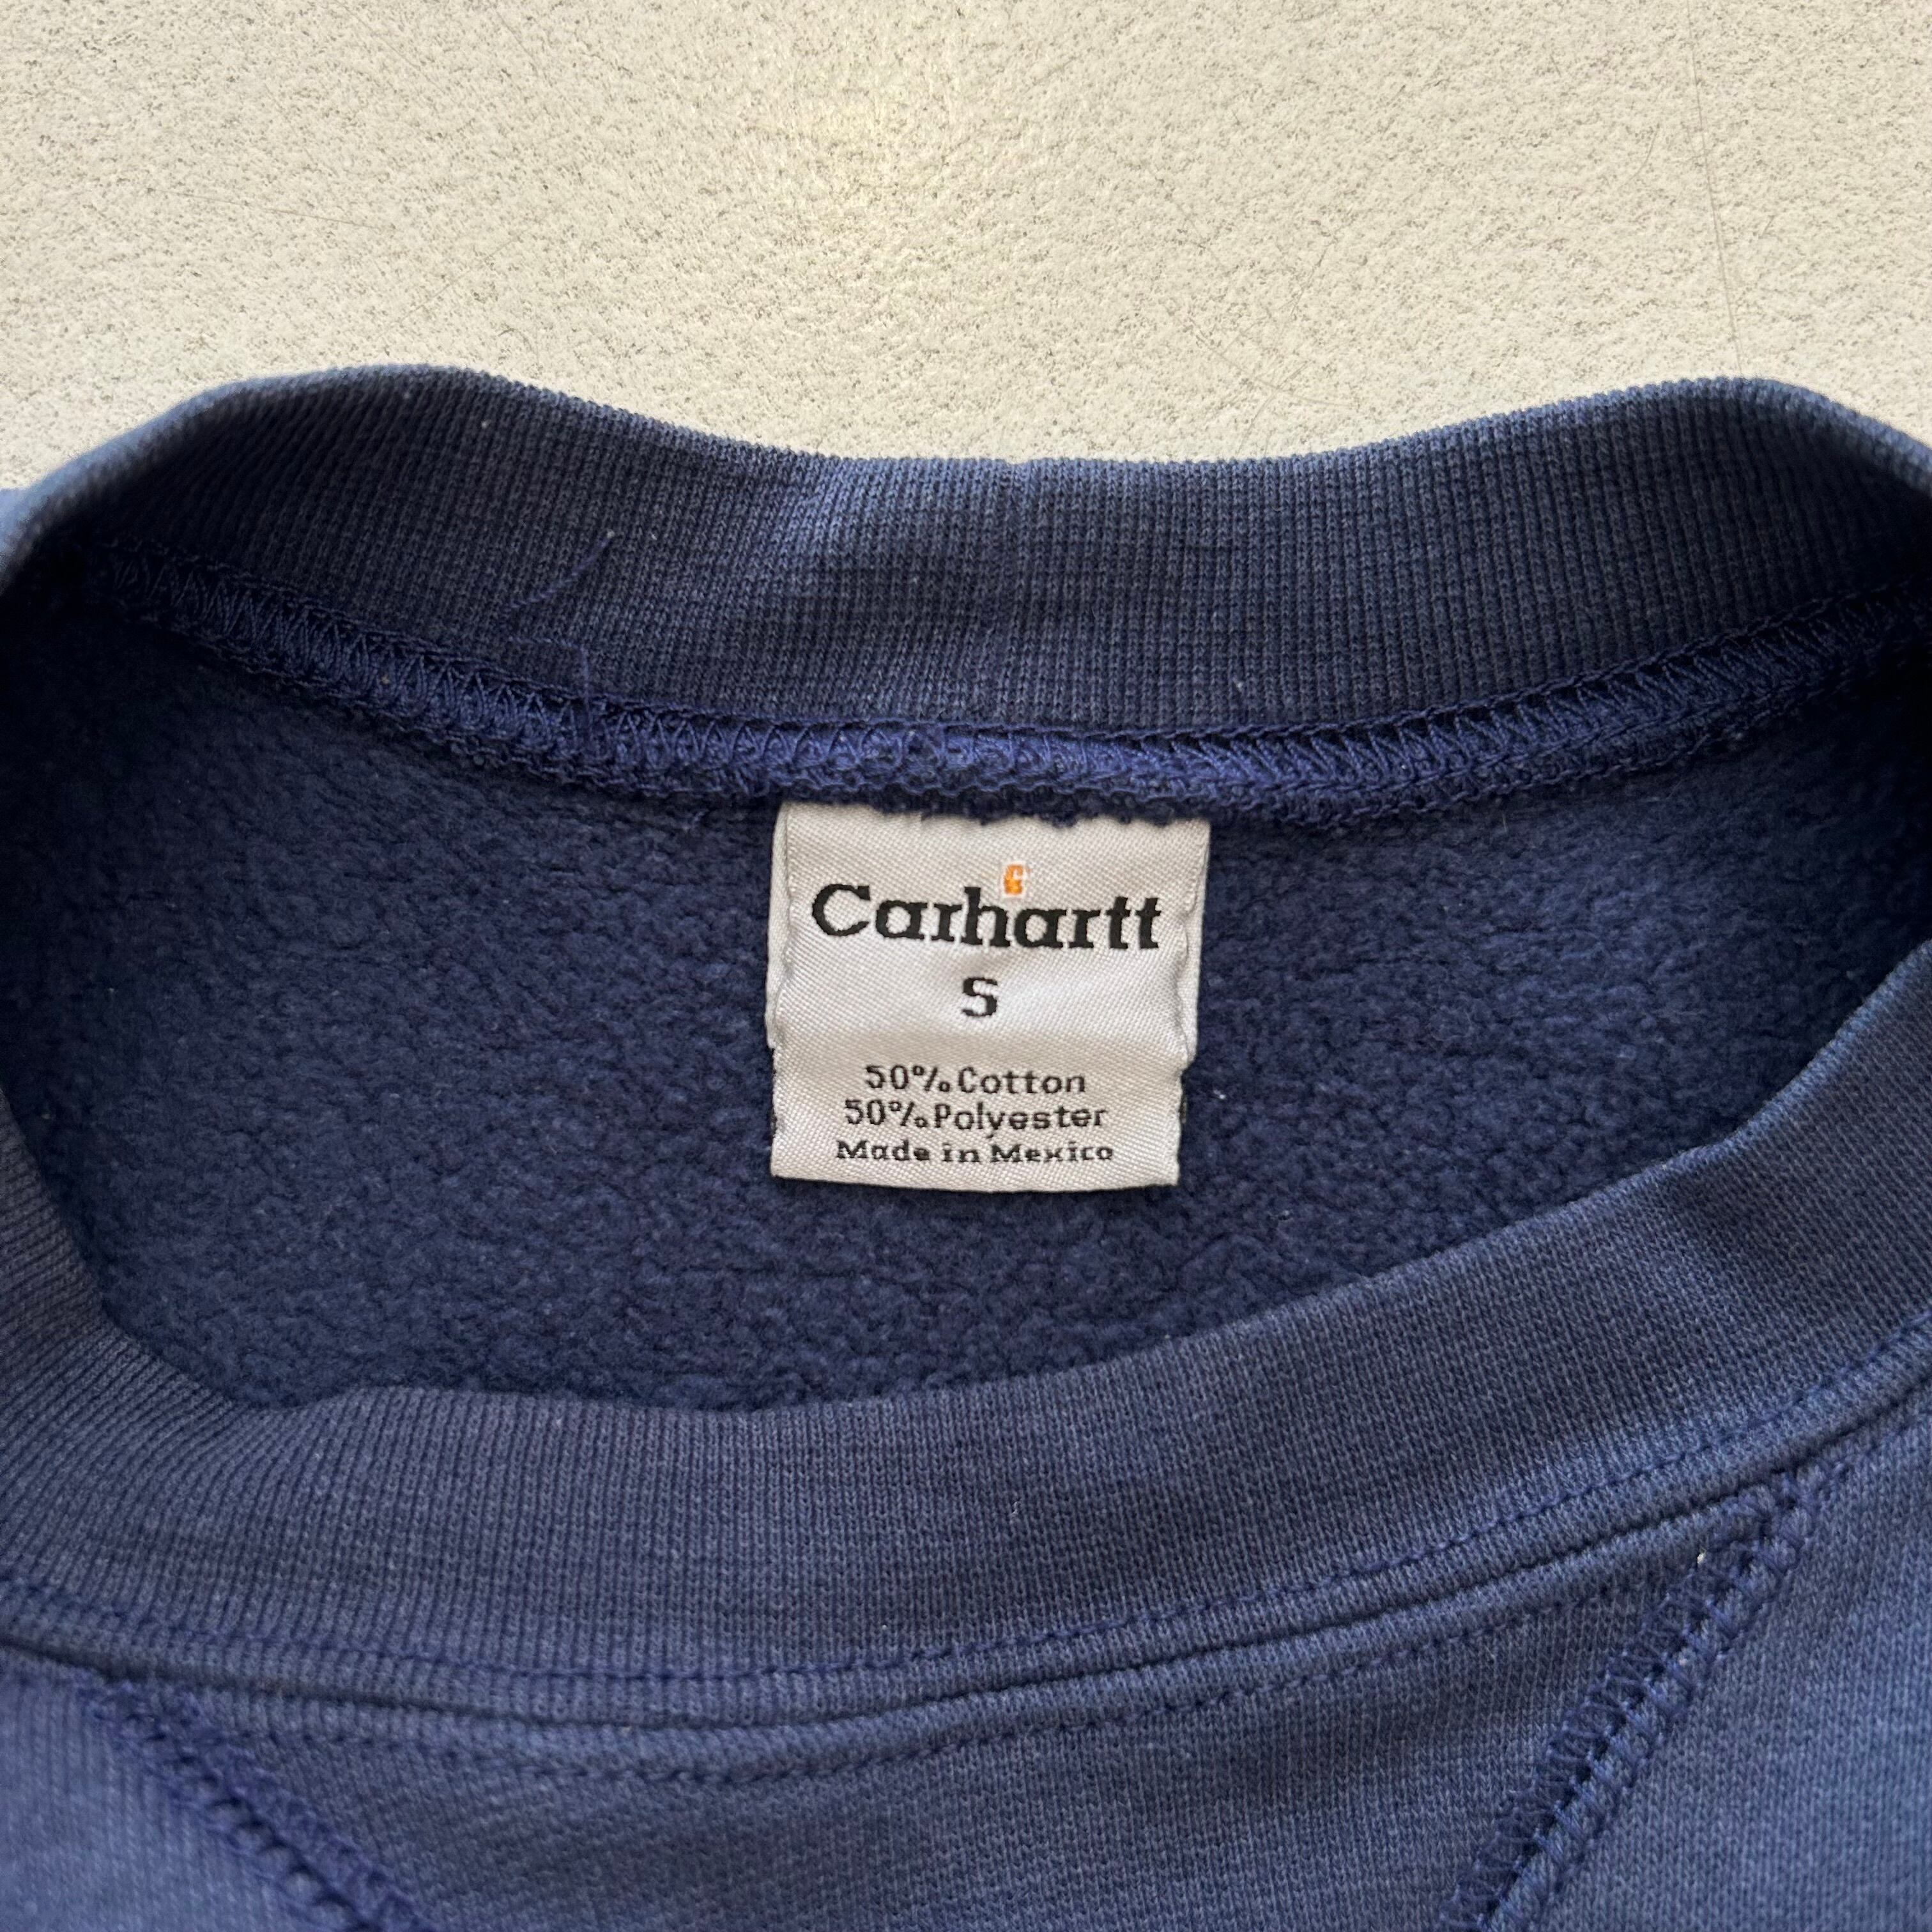 Carhartt
S
50% Cotton
50% Polyester
Made in Mexico